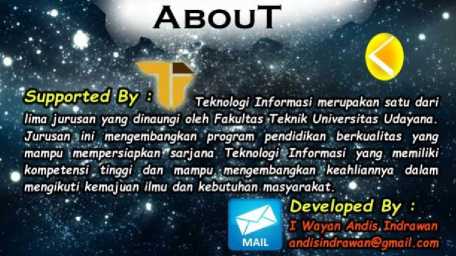 About
Supported By :
Teknologi Informasi merupakan satu dari
lima jurusan yang dinaungi oleh Fakultas Teknik Universitas Udayana.
Jurusan ini mengembangkan program pendidikan berkualitas yang
mampu mempersiapkan sarjana Teknologi Informasi yang memiliki
kompetensi tinggi dan mampu mengembangkan keahliannya dalam
mengikuti kemajuan ilmu dan kebutuhan masyarakat.
Developed By :
I Wayan Andis Indrawan
andisindrawan@gmail.com
MAIL